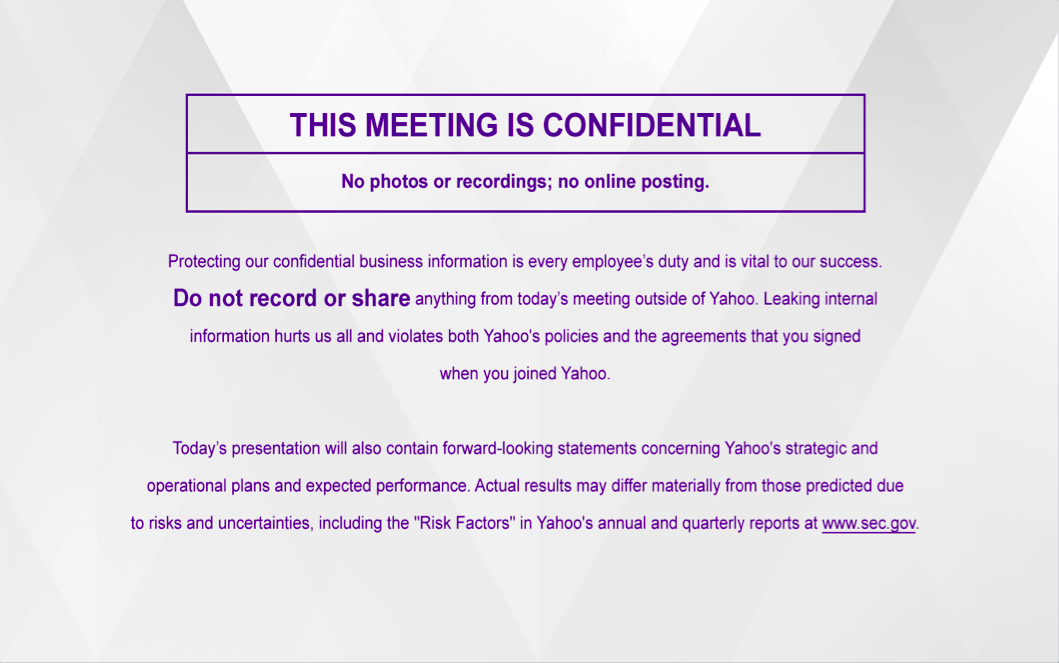 THIS MEETING IS CONFIDENTIAL
No photos or recordings; no online posting.
Protecting our confidential business information is every employee’s duty and is vital to our success.
Do not record or share anything from today’s meeting outside of Yahoo. Leaking internal
information hurts us all and violates both Yahoo's policies and the agreements that you signed
when you joined Yahoo.
Today’s presentation will also contain forward-looking statements concerning Yahoo's strategic and
operational plans and expected performance. Actual results may differ materially from those predicted due
to risks and uncertainties, including the "Risk Factors" in Yahoo's annual and quarterly reports at www.sec.gov.